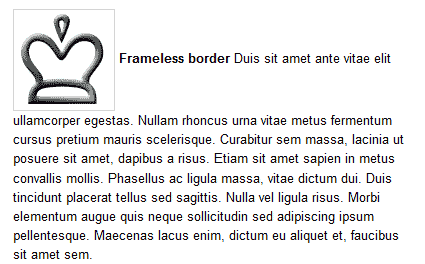 Frameless border Duis sit amet ante vitae elit
ullamcorper egestas. Nullam rhoncus urna vitae metus fermentum
cursus pretium mauris scelerisque. Curabitur sem massa, lacinia ut
posuere sit amet, dapibus a risus. Etiam sit amet sapien in metus
convallis mollis. Phasellus ac ligula massa, vitae dictum dui. Duis
tincidunt placerat tellus sed sagittis. Nulla vel ligula risus. Morbi
elementum augue quis neque sollicitudin sed adipiscing ipsum
pellentesque. Maecenas lacus enim, dictum eu aliquet et, faucibus
sit amet sem.